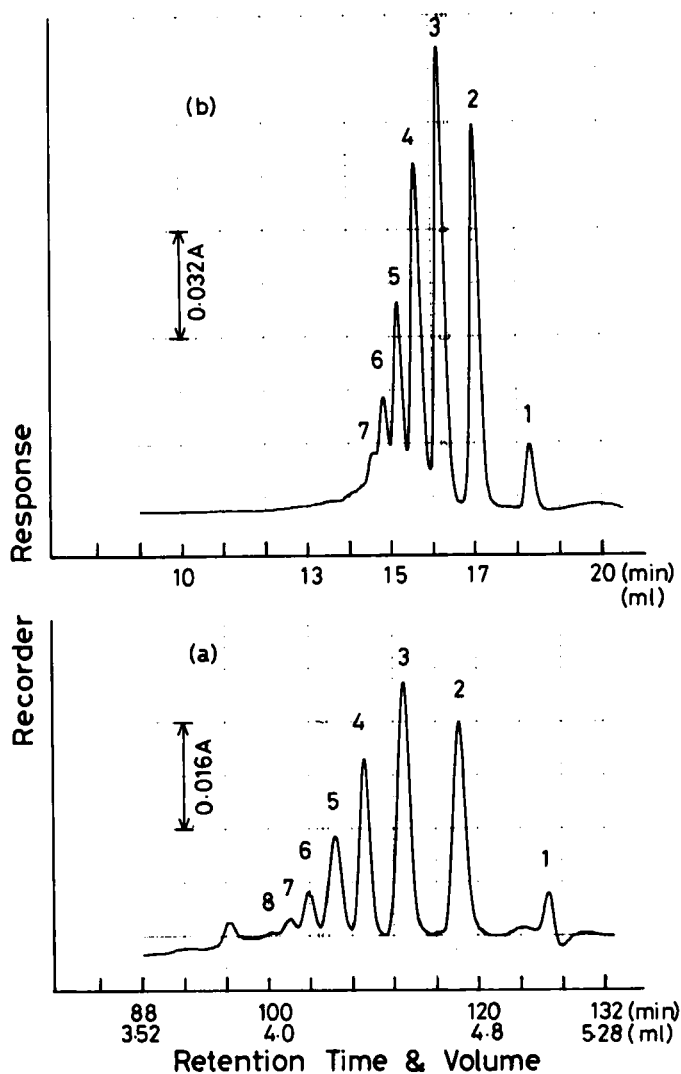 (b)
3
2
4
5
6
7
1
0·032A
Response
10 13 15 17 20 (min)
(ml)
(a)
3
2
4
5
6
7
8
1
0·016A
Recorder
88 100 120 132 (min)
3·52 4·0 4·8 5·28 (ml)
Retention Time & Volume